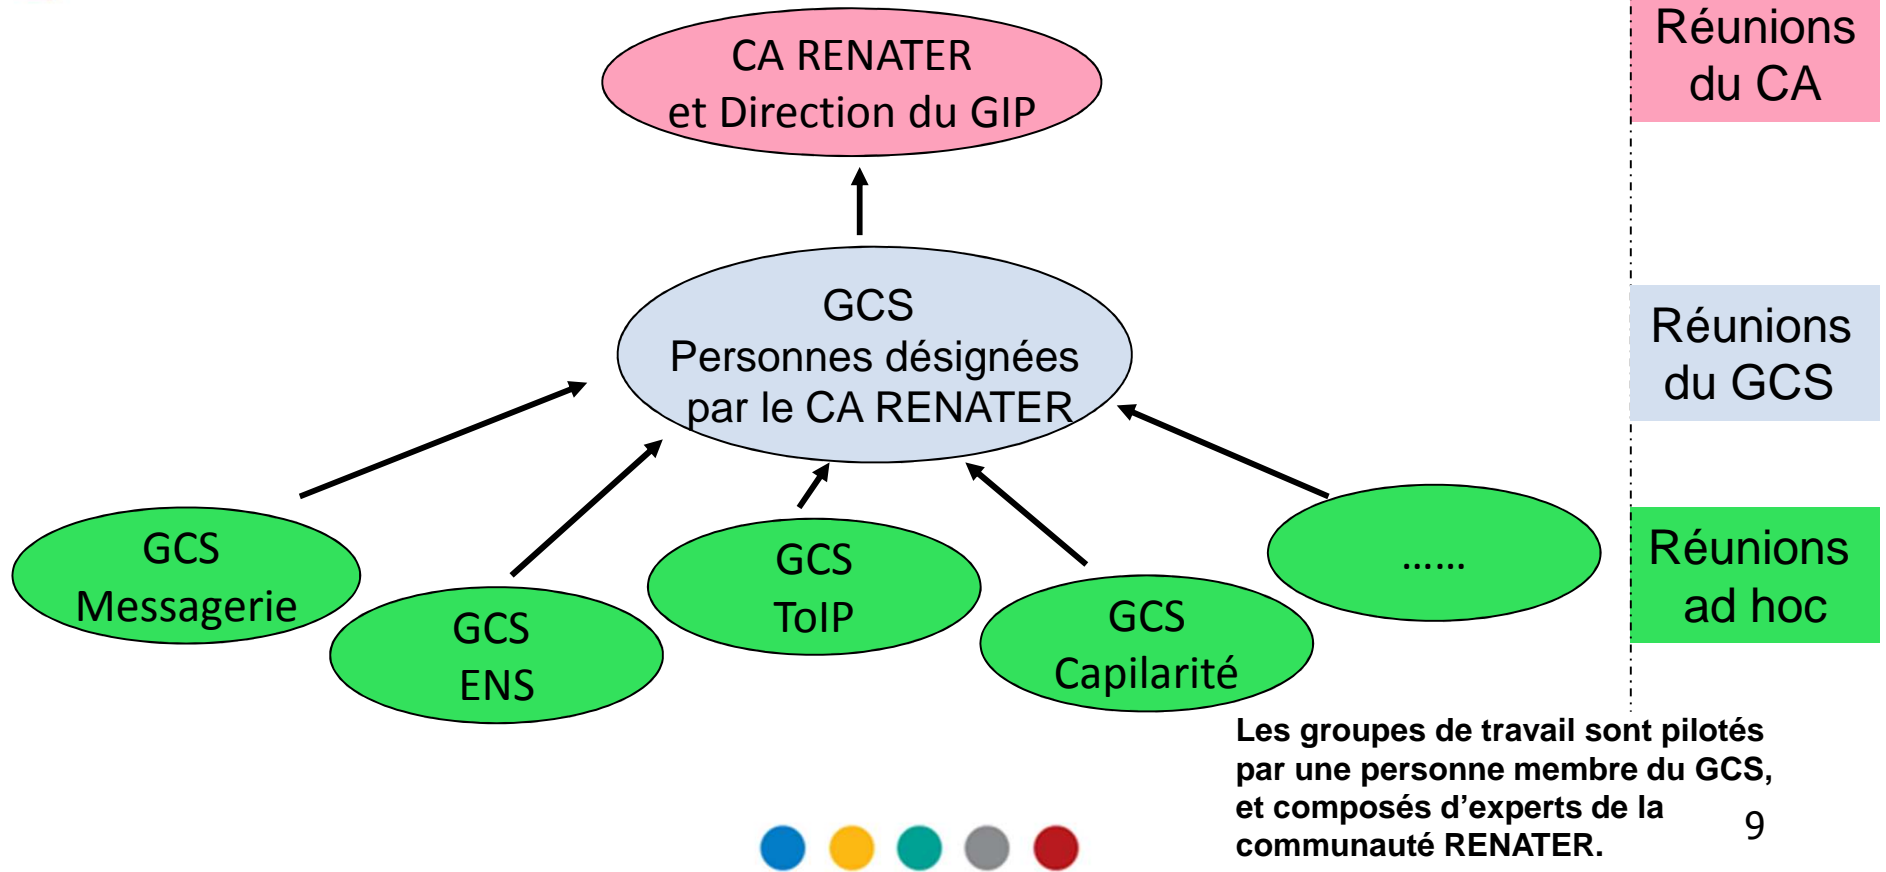 CA RENATER
et Direction du GIP
Réunions
du CA
GCS
Personnes désignées
par le CA RENATER
Réunions
du GCS
GCS
Messagerie
GCS
ENS
GCS
ToIP
GCS
Capilarité
......
Réunions
ad hoc
Les groupes de travail sont pilotés
par une personne membre du GCS,
et composés d’experts de la
communauté RENATER.
9